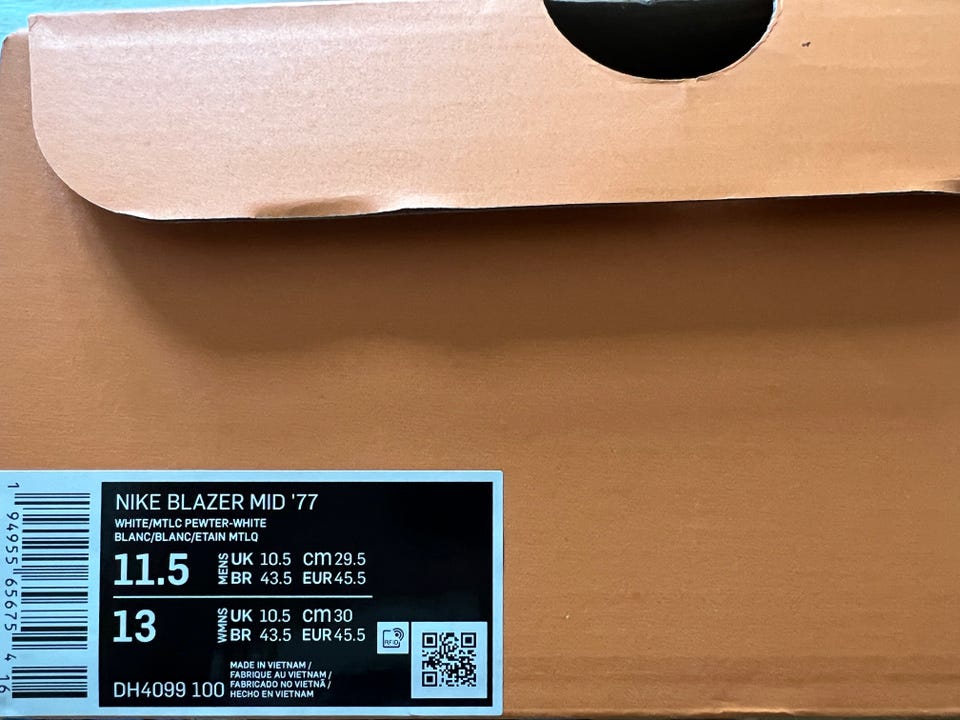 NIKE BLAZER MID '77
WHITE/MTLC PEWTER-WHITE
BLANC/BLANC/ETAIN MTLQ
11.5 MENS UK 10.5 CM 29.5
BR 43.5 EUR 45.5
13 WMNS UK 10.5 CM 30
BR 43.5 EUR 45.5
RFID
DH4099 100
MADE IN VIETNAM /
FABRIQUE AU VIETNAM /
FABRICADO NO VIETNÃ /
HECHO EN VIETNAM
1 94955 65675 4 16